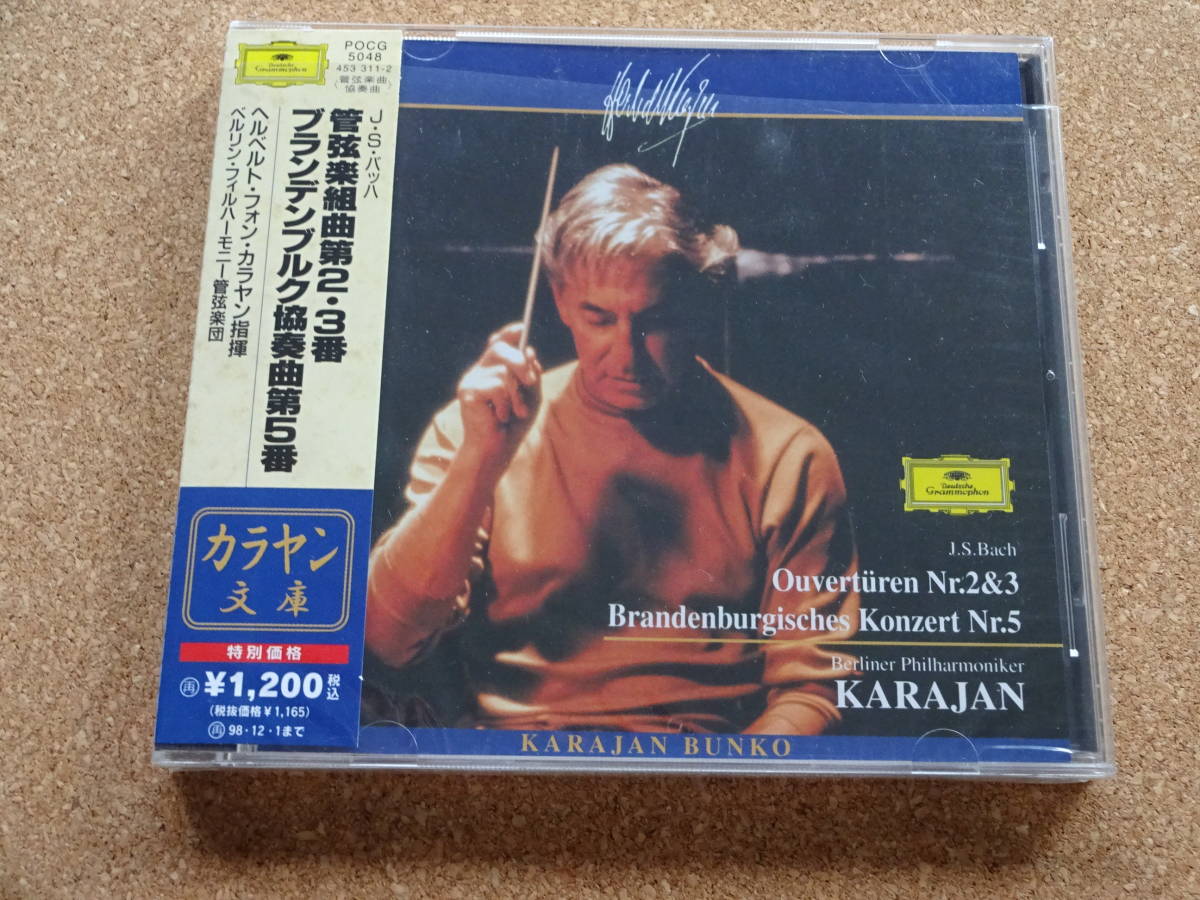 Deutsche
Grammophon
POCG
5048
453 311-2
管弦楽曲
協奏曲
J・S・バッハ
管弦楽組曲第2・3番
ブランデンブルク協奏曲第5番
ヘルベルト・フォン・カラヤン指揮
ベルリン・フィルハーモニー管弦楽団
カラヤン
文庫
特別価格
再 ¥1,200 税込
(税抜価格¥1,165)
再 98・12・1まで
Deutsche
Grammophon
J.S.Bach
Ouvertüren Nr.2&3
Brandenburgisches Konzert Nr.5
Berliner Philharmoniker
KARAJAN
KARAJAN BUNKO